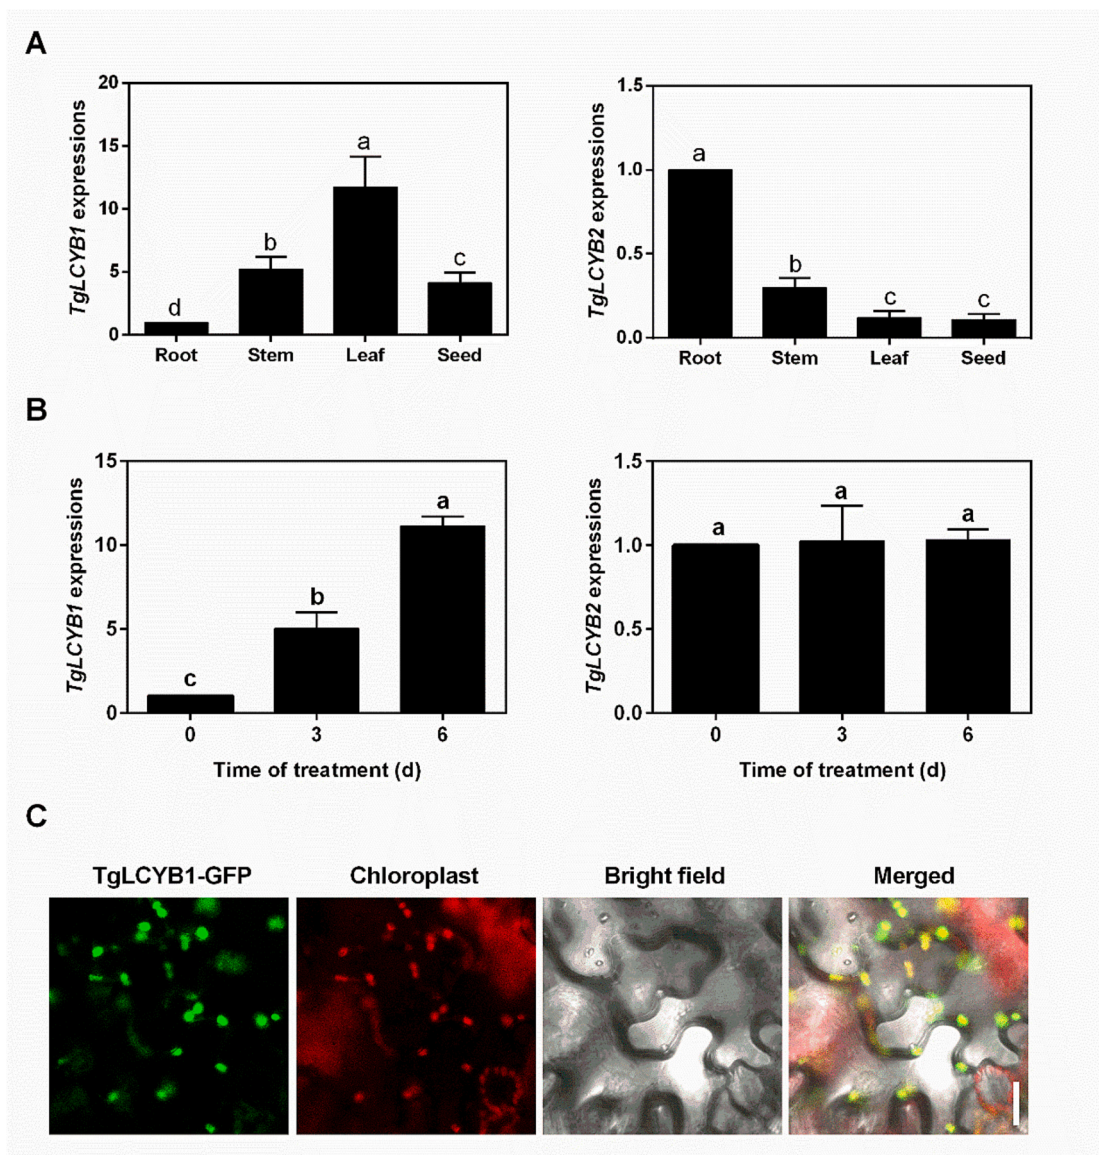 A
TgLCYB1 expressions
20
15
10
5
0
d
b
a
c
Root Stem Leaf Seed
TgLCYB2 expressions
1.5
1.0
0.5
0.0
a
b
c
c
Root Stem Leaf Seed
B
TgLCYB1 expressions
15
10
5
0
c
b
a
0 3 6
Time of treatment (d)
TgLCYB2 expressions
1.5
1.0
0.5
0.0
a
a
a
0 3 6
Time of treatment (d)
C
TgLCYB1-GFP Chloroplast Bright field Merged